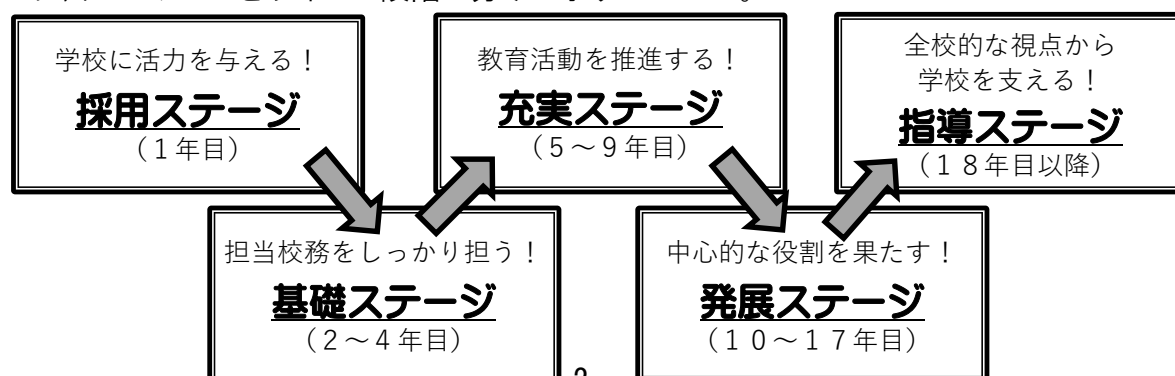 学校に活力を与える！
採用ステージ
（１年目）
担当校務をしっかり担う！
基礎ステージ
（２～４年目）
教育活動を推進する！
充実ステージ
（５～９年目）
中心的な役割を果たす！
発展ステージ
（１０～１７年目）
全校的な視点から
学校を支える！
指導ステージ
（１８年目以降）